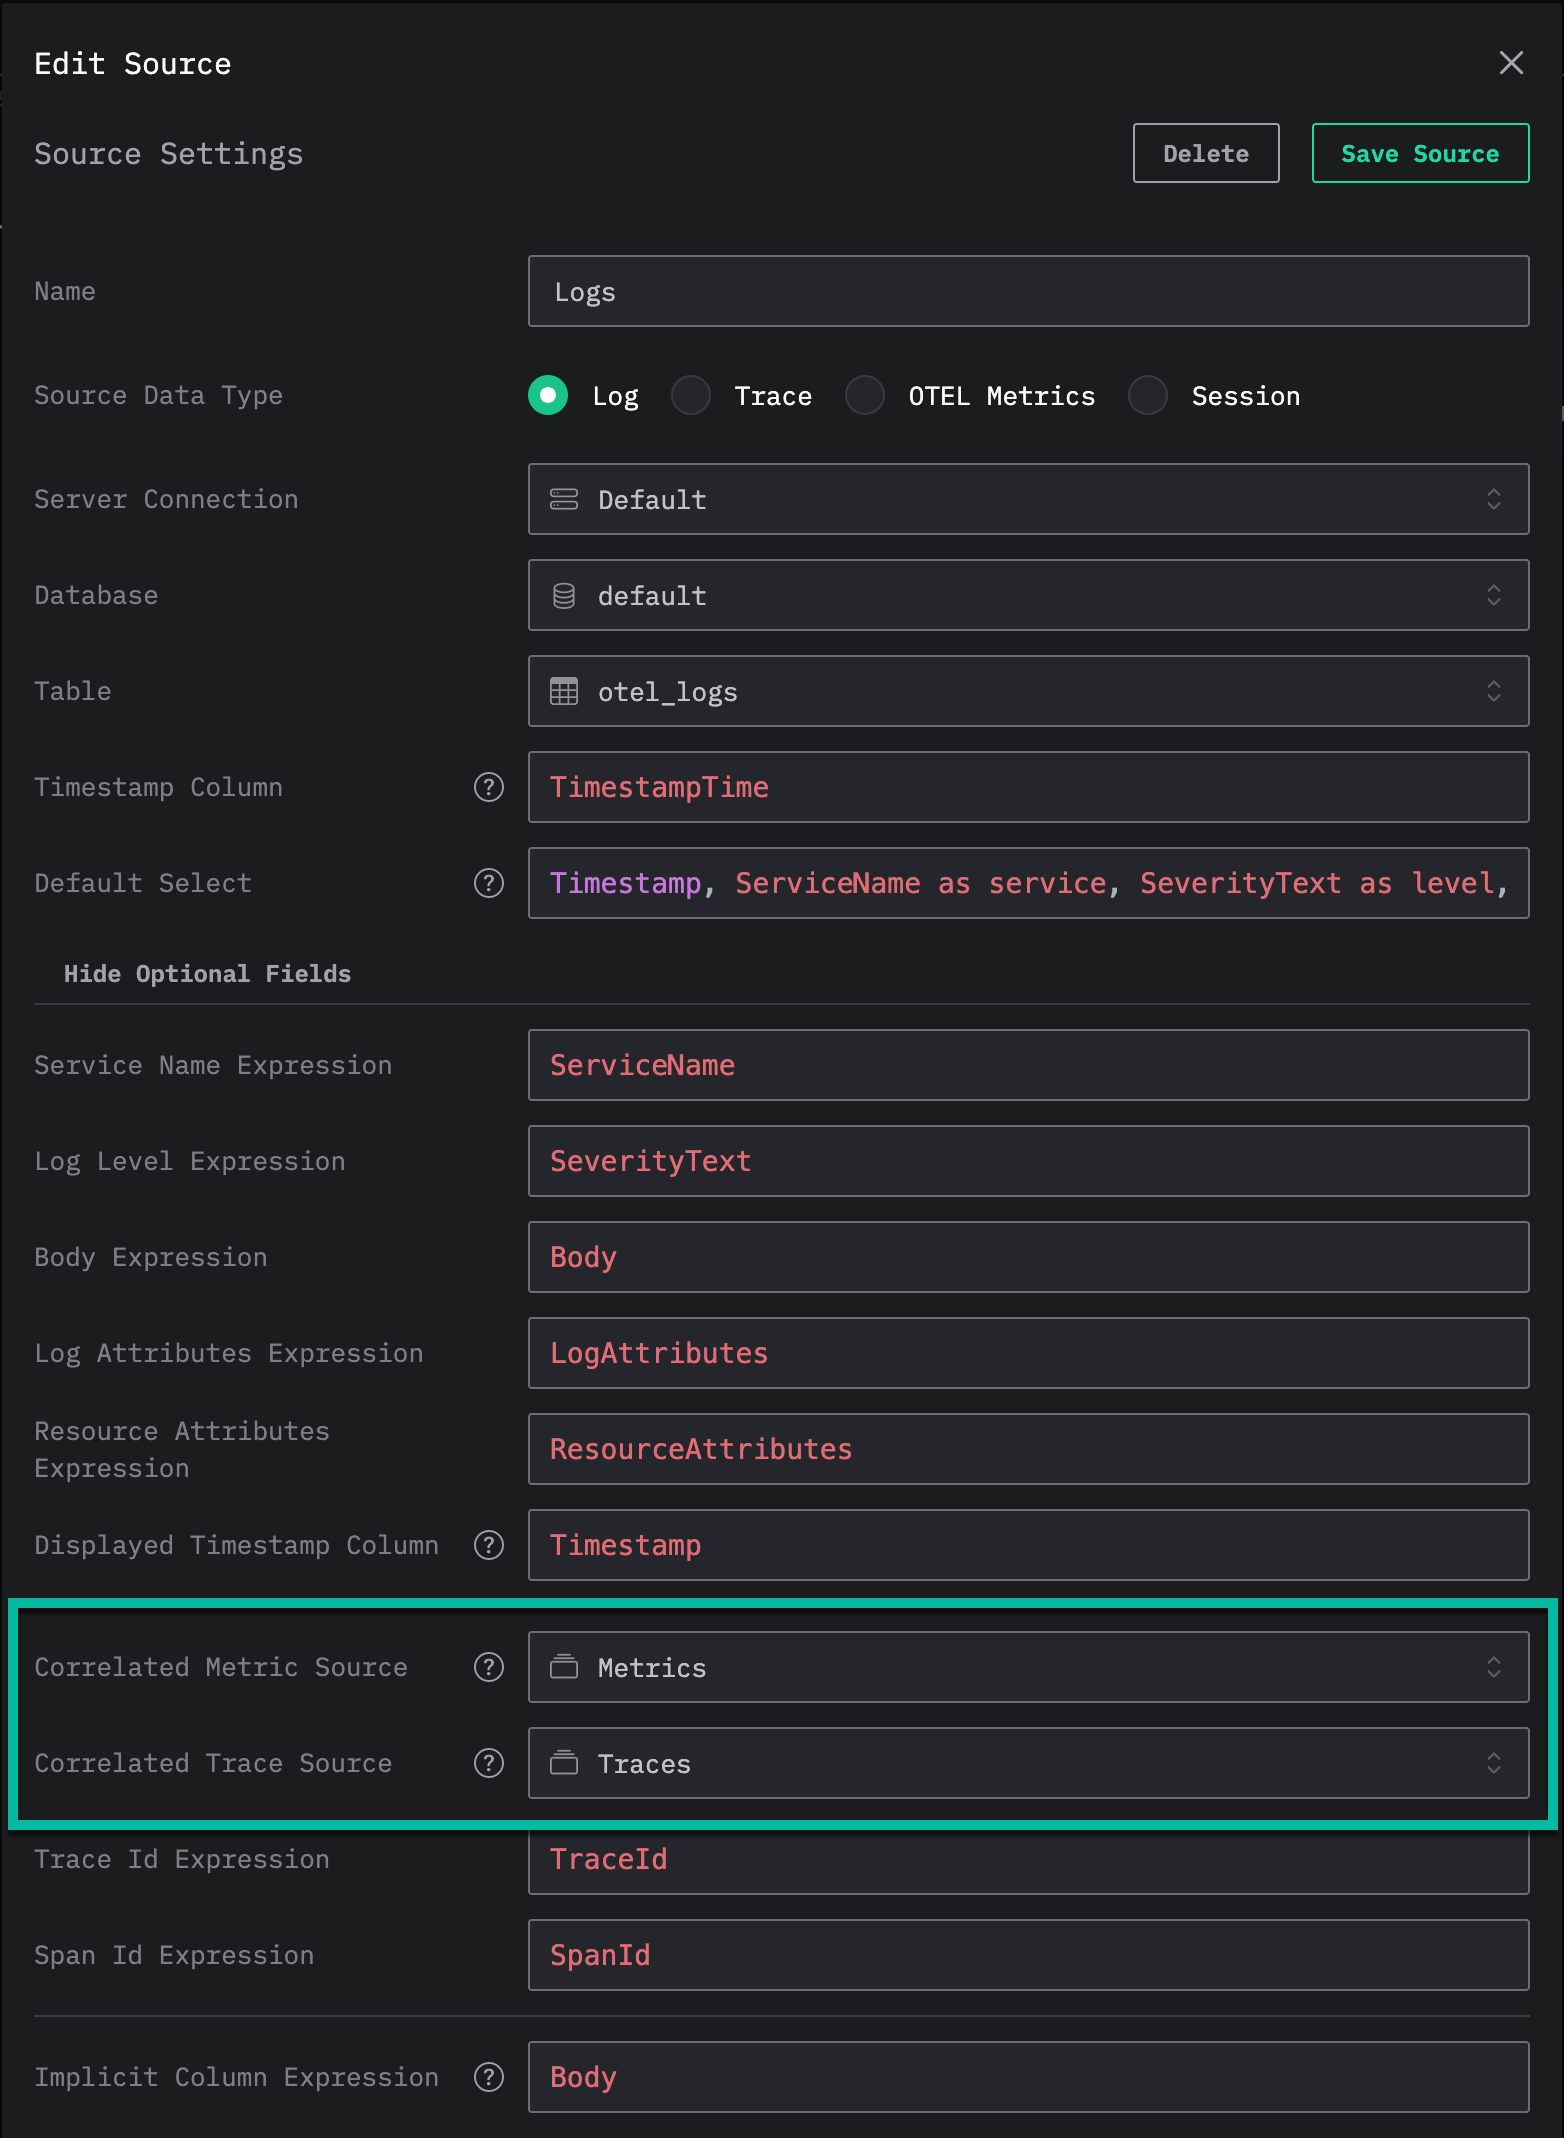 Edit Source
Source Settings
Delete
Save Source
Name
Logs
Source Data Type
Log
Trace
OTEL Metrics
Session
Server Connection
Default
Database
default
Table
otel_logs
Timestamp Column
?
TimestampTime
Default Select
?
Timestamp, ServiceName as service, SeverityText as level,
Hide Optional Fields
Service Name Expression
ServiceName
Log Level Expression
SeverityText
Body Expression
Body
Log Attributes Expression
LogAttributes
Resource Attributes
Expression
ResourceAttributes
Displayed Timestamp Column
?
Timestamp
Correlated Metric Source
?
Metrics
Correlated Trace Source
?
Traces
Trace Id Expression
TraceId
Span Id Expression
SpanId
Implicit Column Expression
?
Body